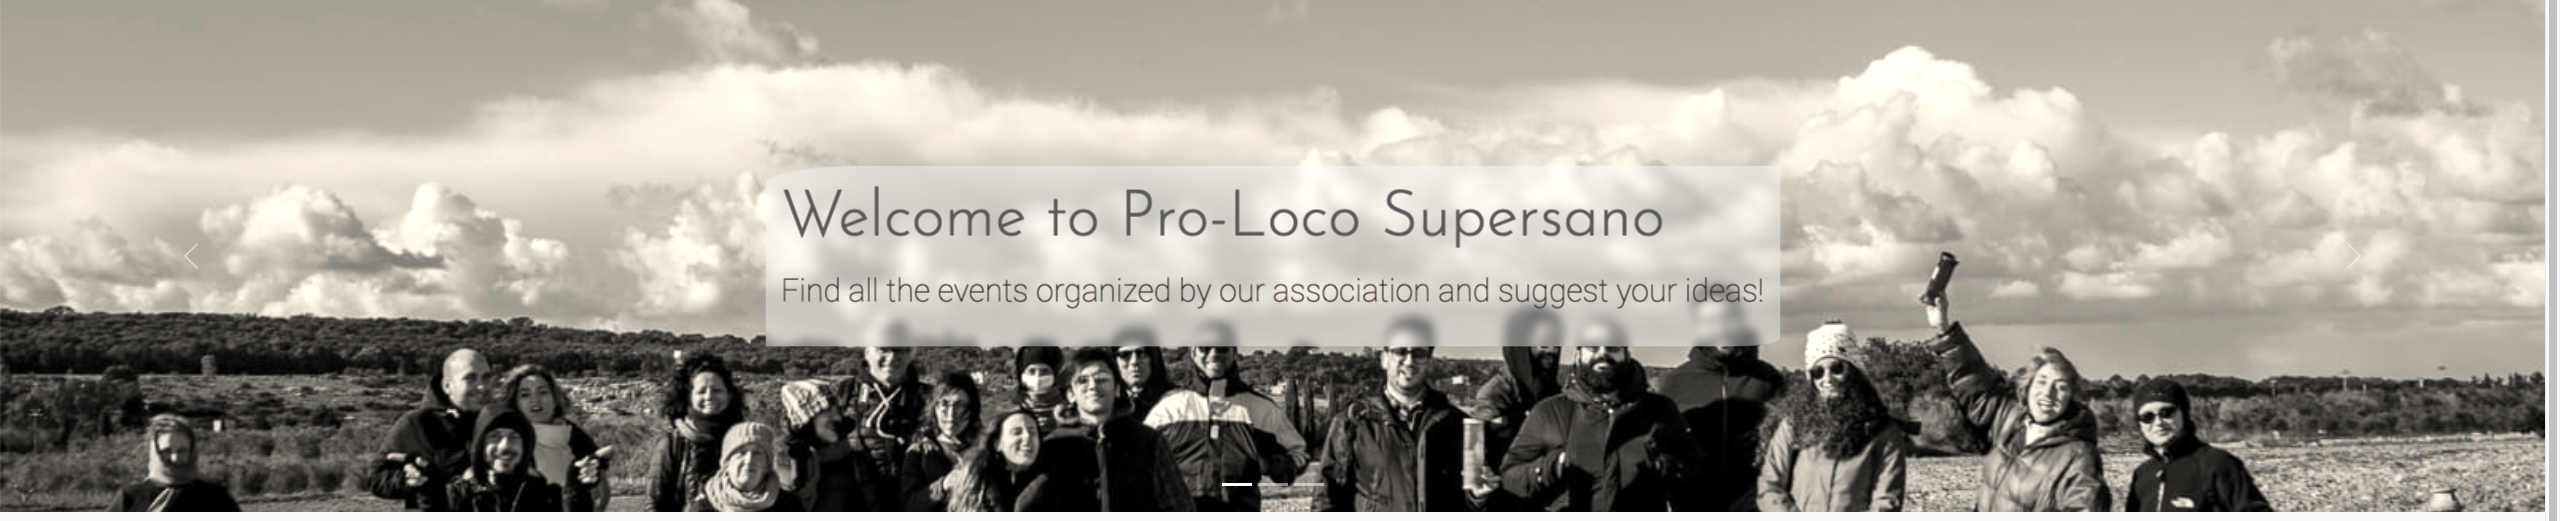 Welcome to Pro-Loco Supersano
Find all the events organized by our association and suggest your ideas!